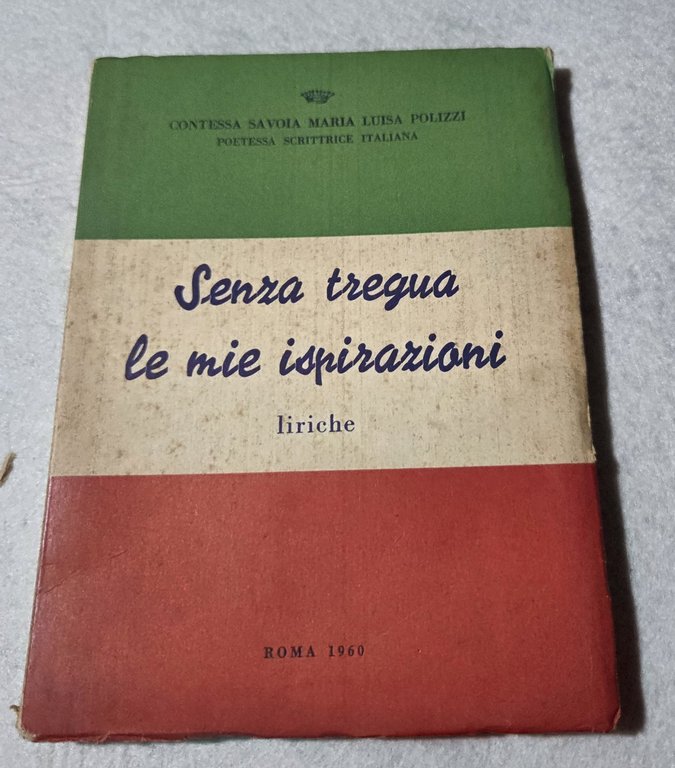 CONTESSA SAVOIA MARIA LUISA POLIZZI
POETESSA SCRITTRICE ITALIANA
Senza tregua
le mie ispirazioni
liriche
ROMA 1960